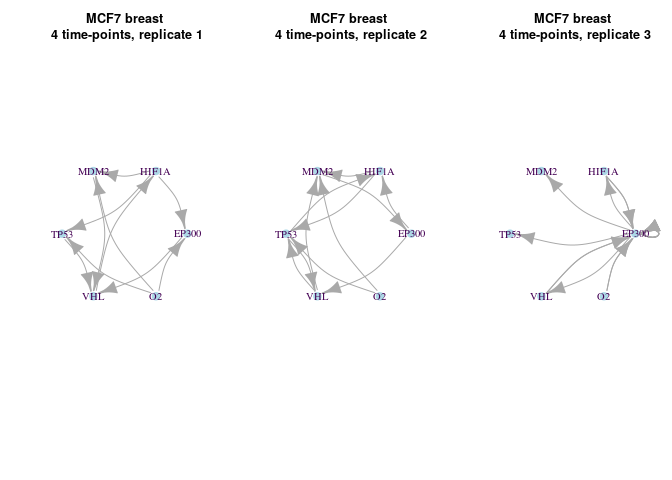 MCF7 breast
4 time-points, replicate 1
MCF7 breast
4 time-points, replicate 2
MCF7 breast
4 time-points, replicate 3
MDM2 HIF1A
TP53 EP300
VHL O2
MDM2 HIF1A
TP53 EP300
VHL O2
MDM2 HIF1A
TP53 EP300
VHL O2